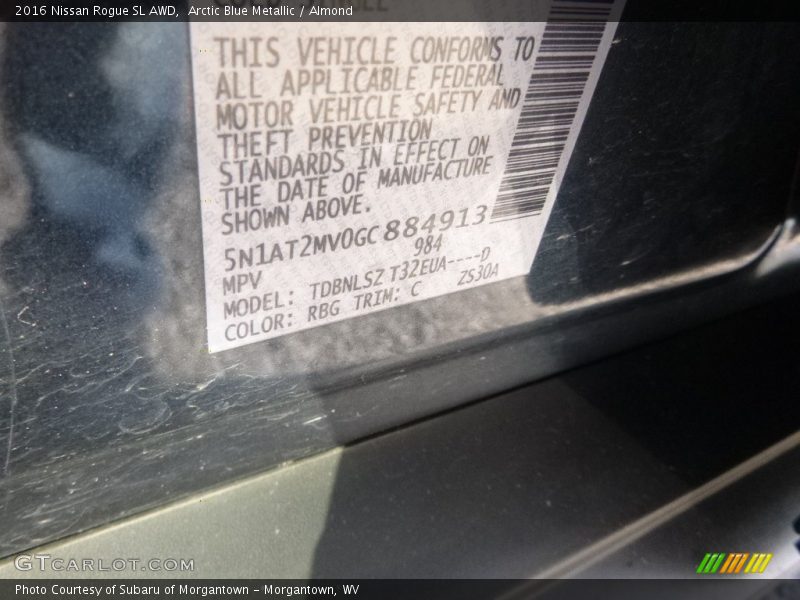 2016 Nissan Rogue SL AWD, Arctic Blue Metallic / Almond
THIS VEHICLE CONFORMS TO
ALL APPLICABLE FEDERAL
MOTOR VEHICLE SAFETY AND
THEFT PREVENTION
STANDARDS IN EFFECT ON
THE DATE OF MANUFACTURE
SHOWN ABOVE.
5N1AT2MV0GC884913
MPV 984
MODEL: TDBNLSZ T32EUA----D
COLOR: RBG TRIM: C ZS30A
GTCARLOT.COM
Photo Courtesy of Subaru of Morgantown - Morgantown, WV